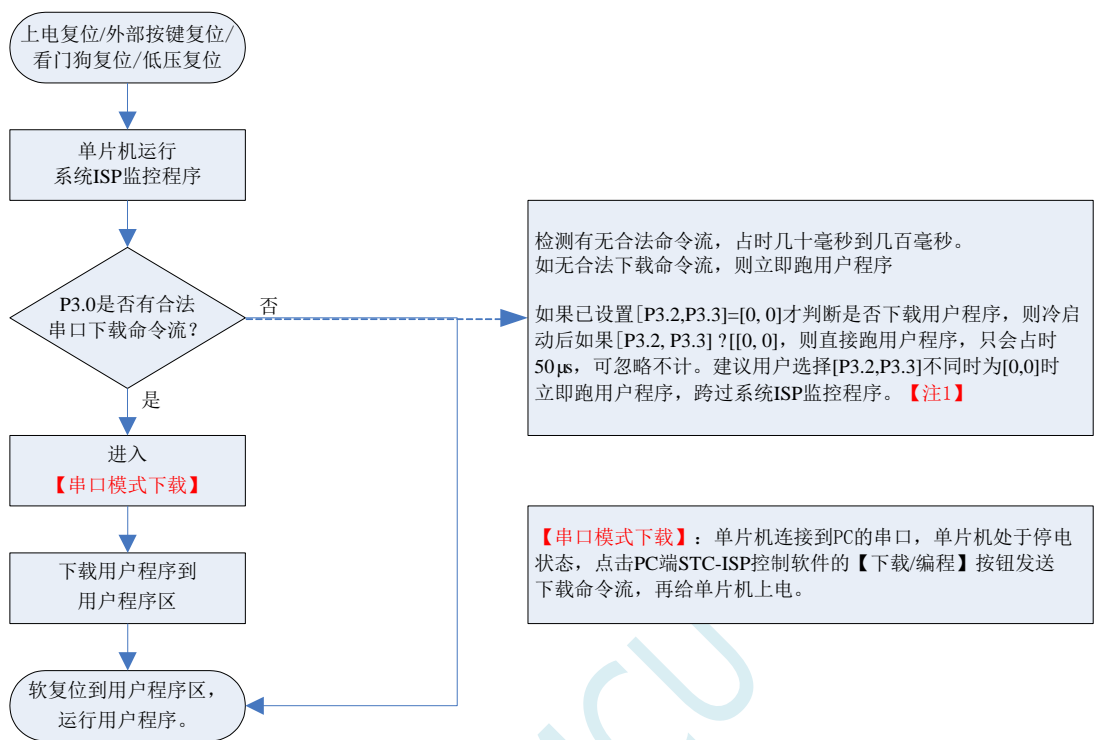 上电复位/外部按键复位/
看门狗复位/低压复位
单片机运行
系统ISP监控程序
P3.0是否有合法
串口下载命令流?
否
是
进入
【串口模式下载】
下载用户程序到
用户程序区
软复位到用户程序区,
运行用户程序。
检测有无合法命令流,占时几十毫秒到几百毫秒。
如无合法下载命令流,则立即跑用户程序
如果已设置[P3.2,P3.3]=[0, 0]才判断是否下载用户程序,则冷启
动后如果[P3.2, P3.3] ?[[0, 0],则直接跑用户程序,只会占时
50μs,可忽略不计。建议用户选择[P3.2,P3.3]不同时为[0,0]时
立即跑用户程序,跨过系统ISP监控程序。【注1】
【串口模式下载】:单片机连接到PC的串口,单片机处于停电
状态,点击PC端STC-ISP控制软件的【下载/编程】按钮发送
下载命令流,再给单片机上电。
MCU